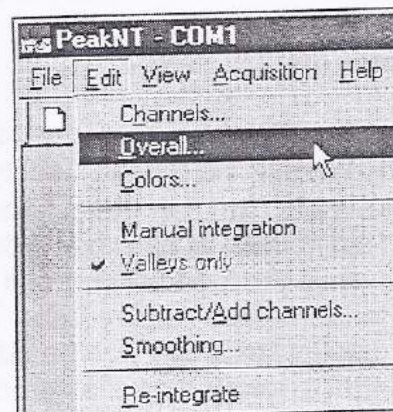 PeakNT - COM1
File Edit View Acquisition Help
Channels...
Overall...
Colors...
Manual integration
Valleys only
Subtract/Add channels...
Smoothing...
Re-integrate